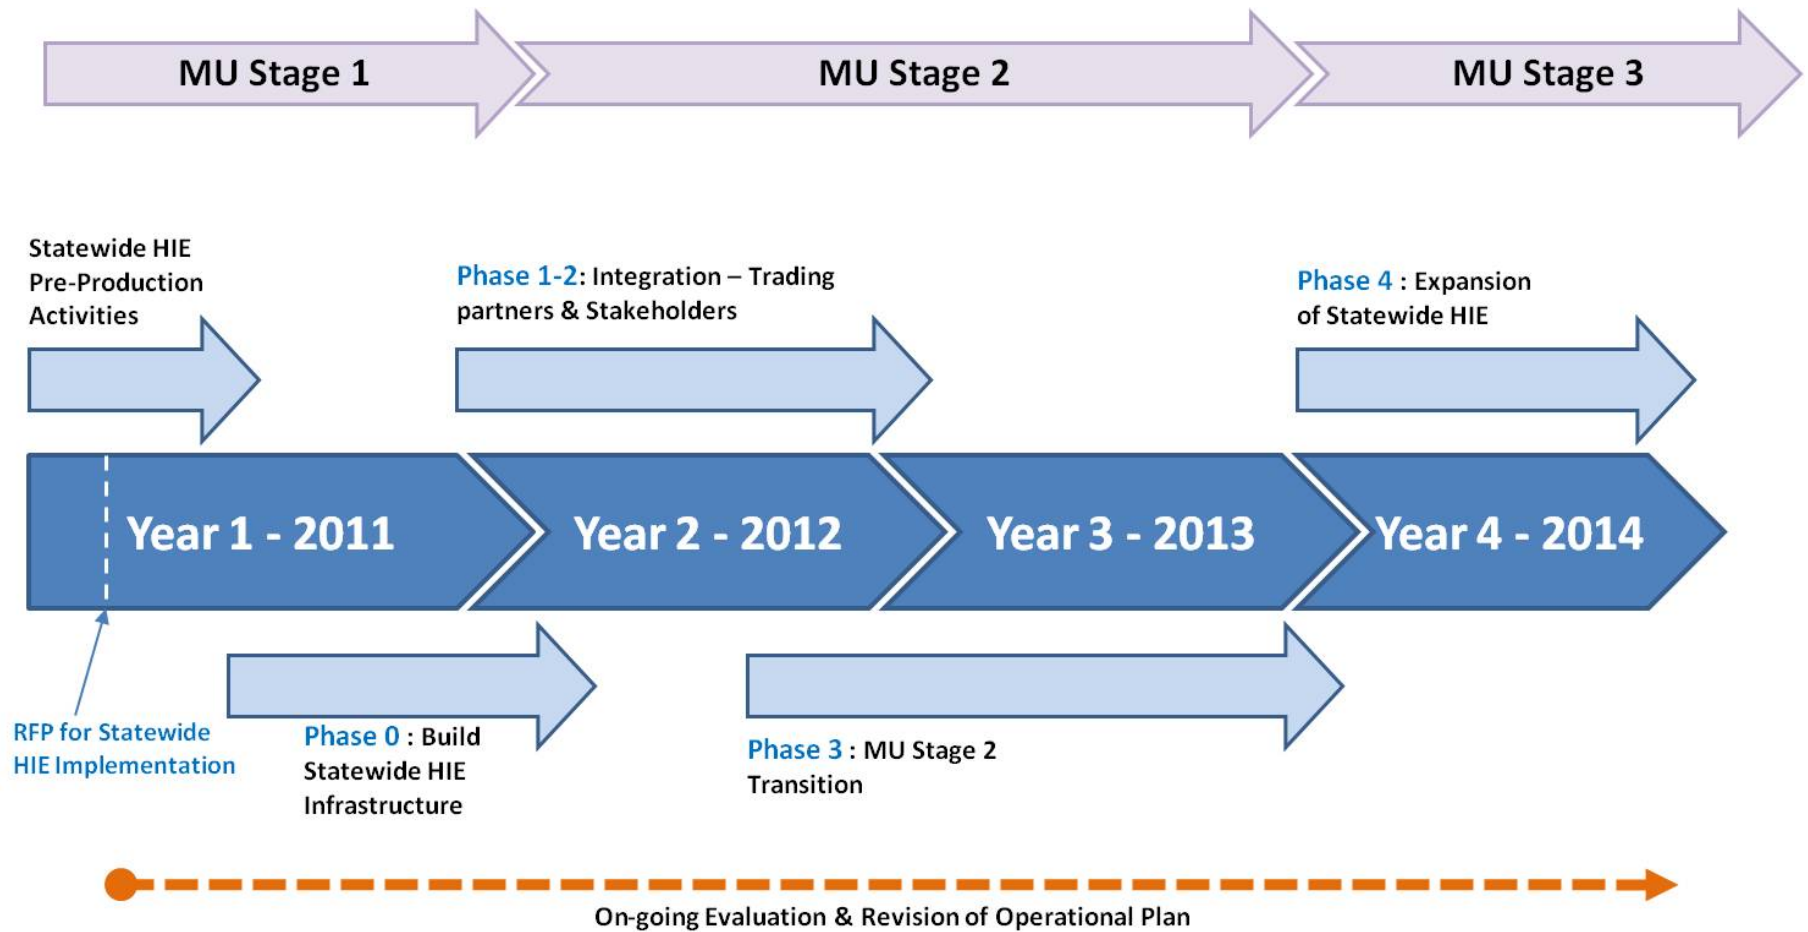 MU Stage 1
MU Stage 2
MU Stage 3
Statewide HIE
Pre-Production
Activities
Phase 1-2: Integration – Trading
partners & Stakeholders
Phase 4 : Expansion
of Statewide HIE
Year 1 - 2011
Year 2 - 2012
Year 3 - 2013
Year 4 - 2014
RFP for Statewide
HIE Implementation
Phase 0 : Build
Statewide HIE
Infrastructure
Phase 3 : MU Stage 2
Transition
On-going Evaluation & Revision of Operational Plan